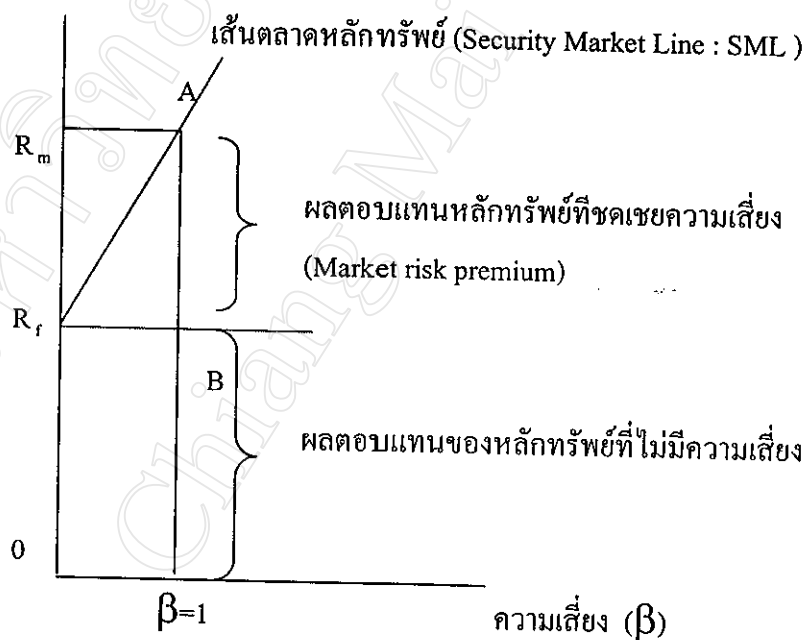 เส้นตลาดหลักทรัพย์ (Security Market Line : SML )
A
R m
ผลตอบแทนหลักทรัพย์ที่ชดเชยความเสี่ยง
(Market risk premium)
R f
B
ผลตอบแทนของหลักทรัพย์ที่ไม่มีความเสี่ยง
0
β=1
ความเสี่ยง (β)
Chiang Mai